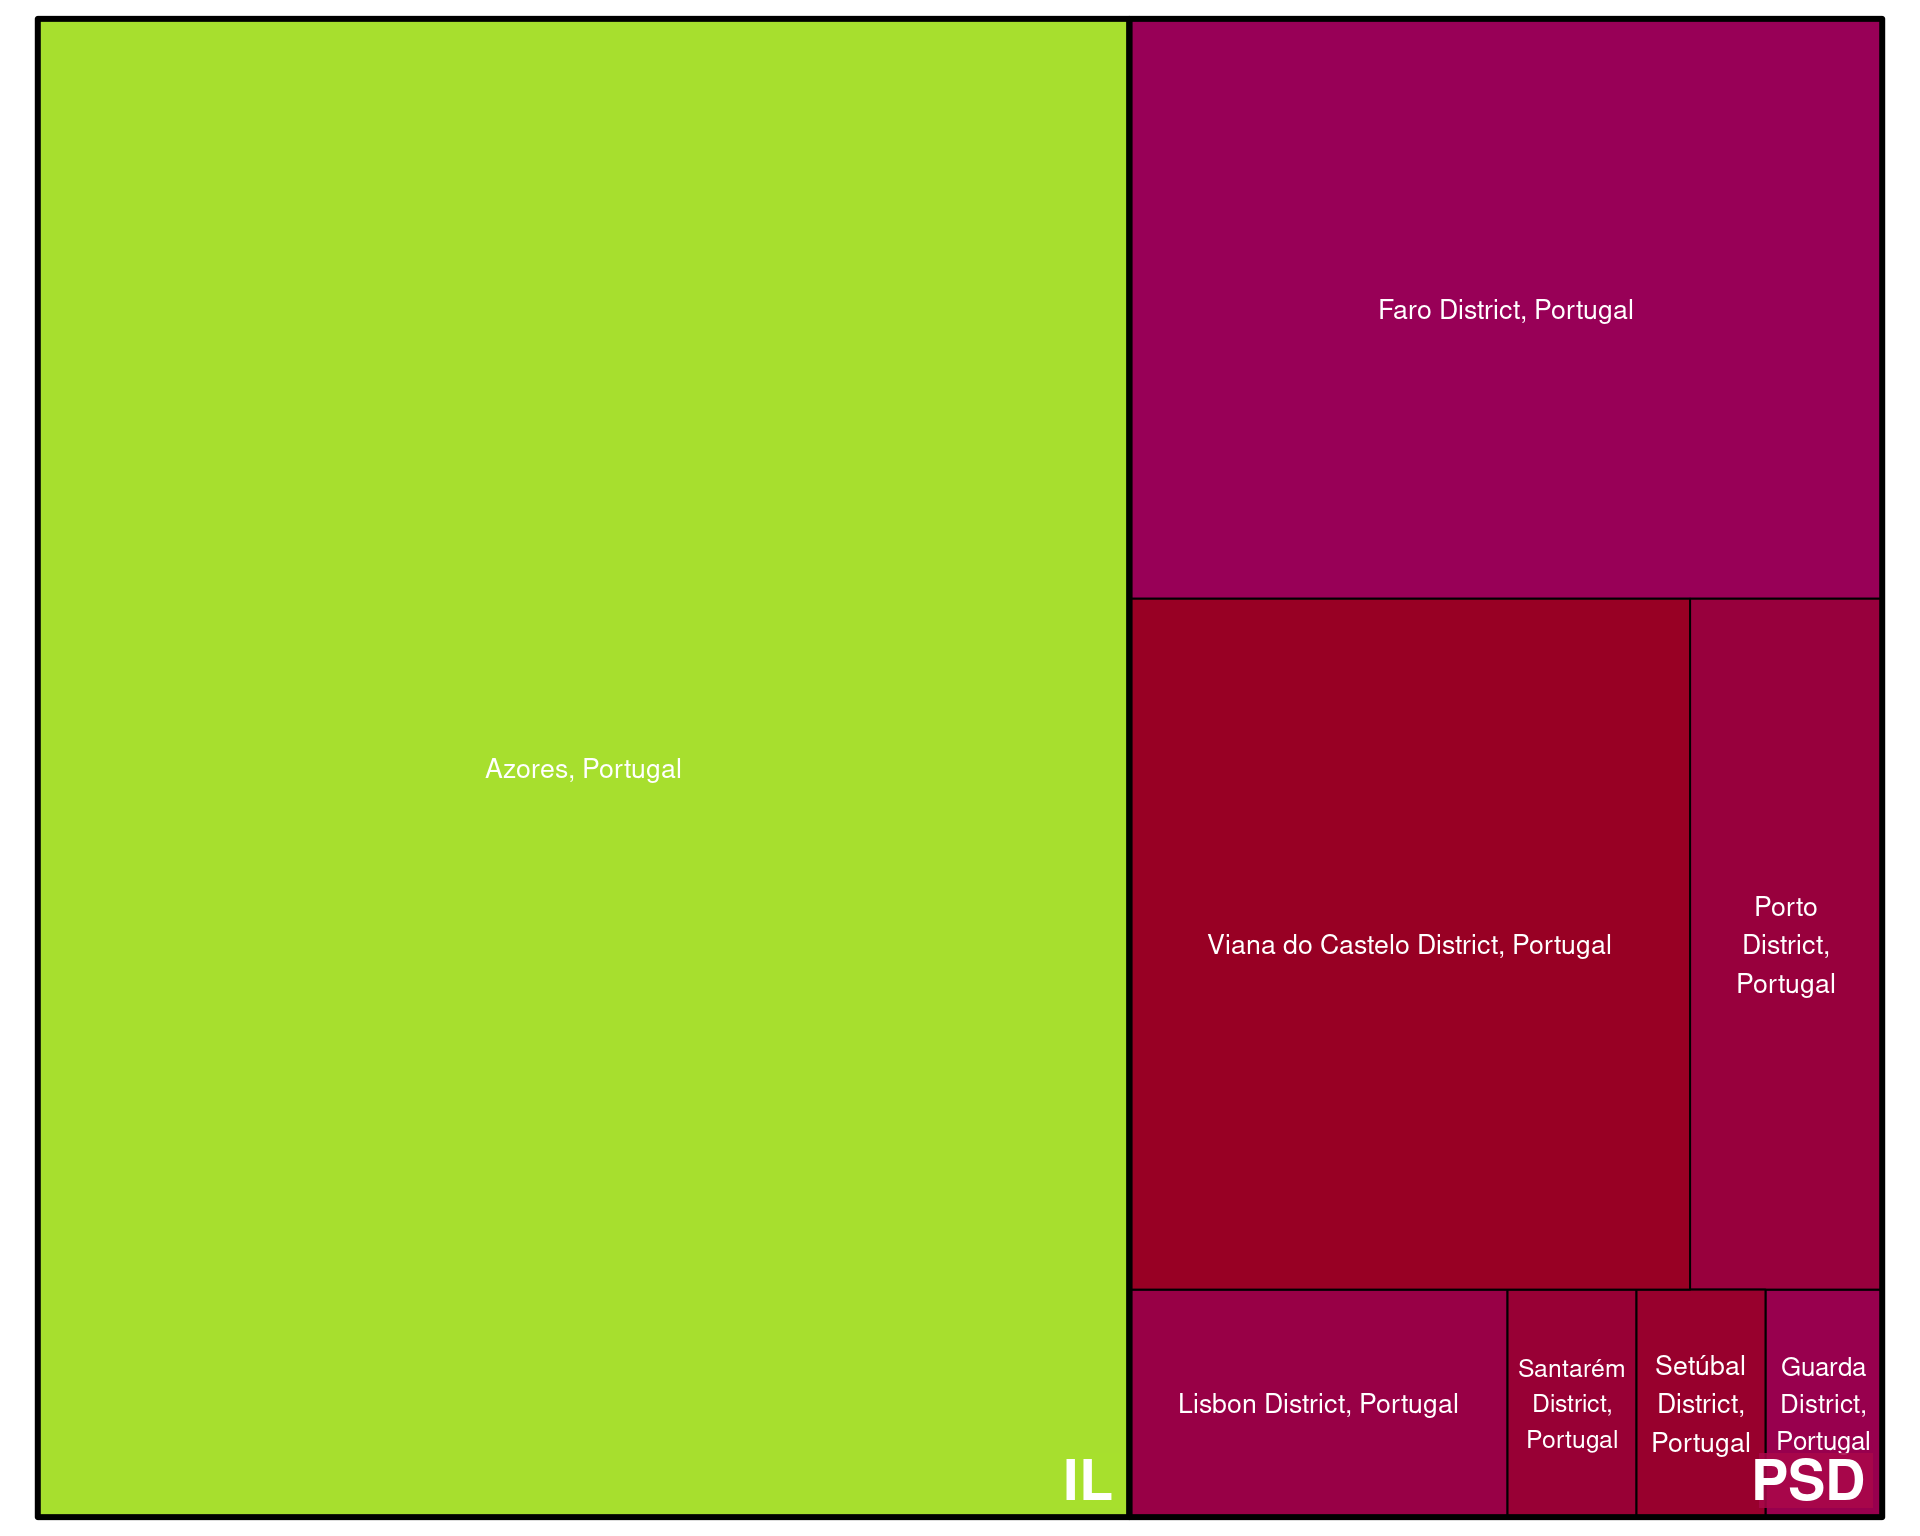 Azores, Portugal
IL
Faro District, Portugal
Viana do Castelo District, Portugal
Porto
District,
Portugal
Lisbon District, Portugal
Santarém
District,
Portugal
Setúbal
District,
Portugal
Guarda
District,
Portugal
PSD